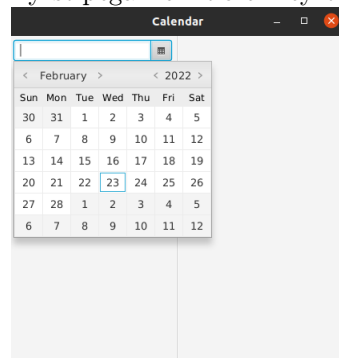 Calendar
< February > < 2022 >
Sun Mon Tue Wed Thu Fri Sat
30 31 1 2 3 4 5
6 7 8 9 10 11 12
13 14 15 16 17 18 19
20 21 22 23 24 25 26
27 28 1 2 3 4 5
6 7 8 9 10 11 12